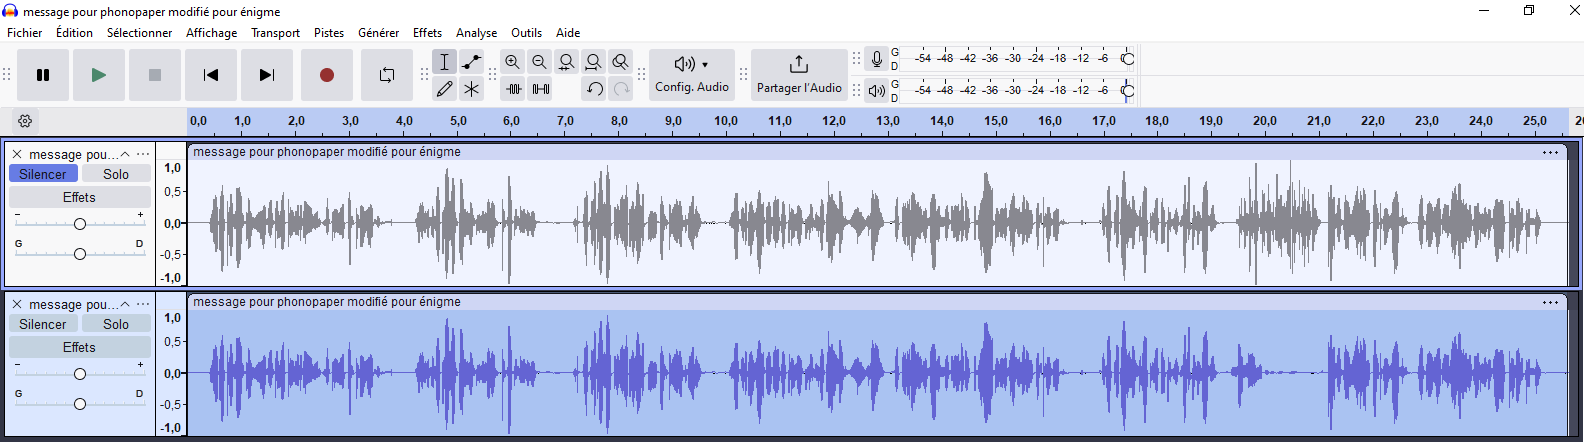 message pour phonopaper modifié pour énigme
Fichier Édition Sélectionner Affichage Transport Pistes Générer Effets Analyse Outils Aide
Config. Audio
Partager l'Audio
G
D
-54 -48 -42 -36 -30 -24 -18 -12 -6 0
G
D
-54 -48 -42 -36 -30 -24 -18 -12 -6 0
0,0 1,0 2,0 3,0 4,0 5,0 6,0 7,0 8,0 9,0 10,0 11,0 12,0 13,0 14,0 15,0 16,0 17,0 18,0 19,0 20,0 21,0 22,0 23,0 24,0 25,0
message pou...
Silencer Solo
Effets
- +
G D
1,0
0,5
0,0
-0,5
-1,0
message pour phonopaper modifié pour énigme
message pou...
Silencer Solo
Effets
- +
G D
1,0
0,5
0,0
-0,5
-1,0
message pour phonopaper modifié pour énigme